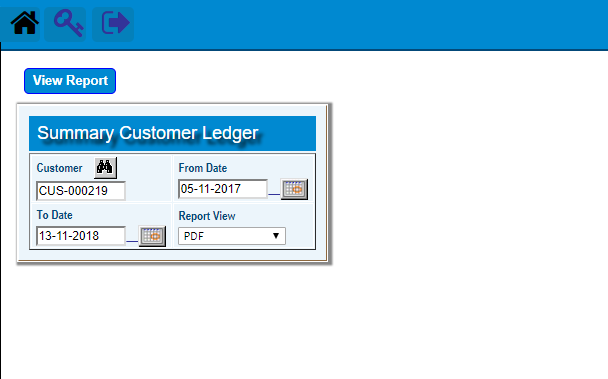 View Report
Summary Customer Ledger
Customer
From Date
CUS-000219
05-11-2017
To Date
Report View
13-11-2018
PDF